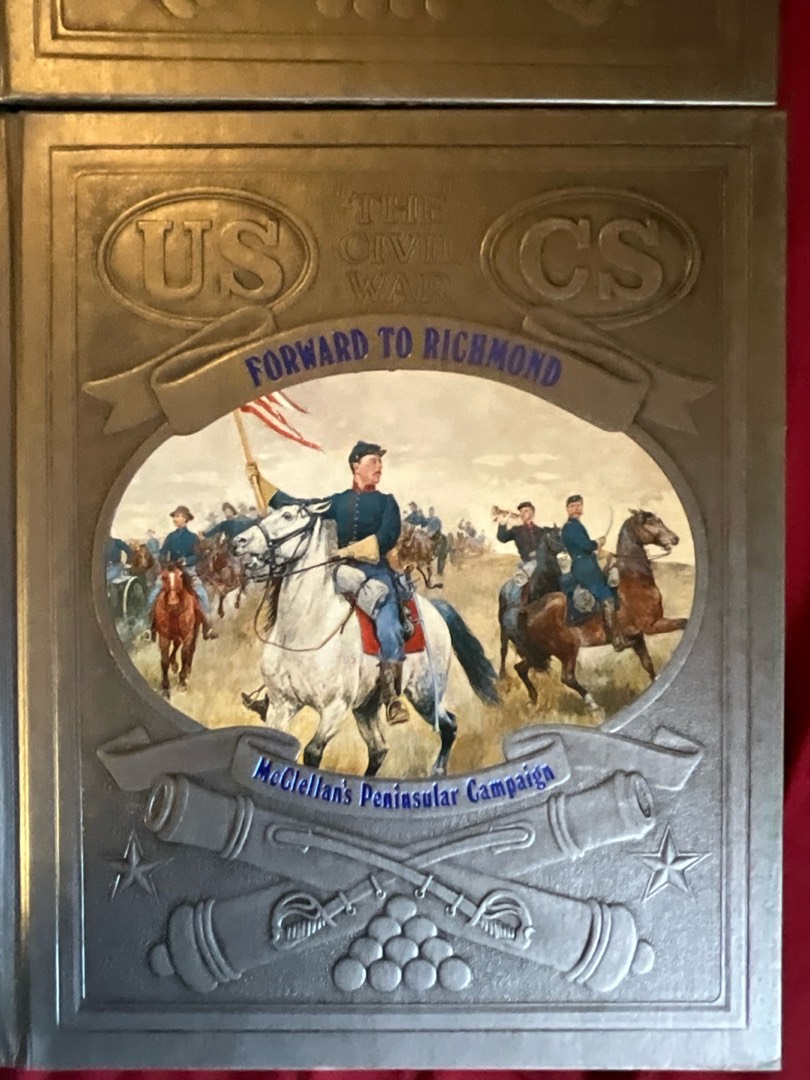 US
THE
CIVIL
WAR
CS
FORWARD TO RICHMOND
McClellan's Peninsular Campaign